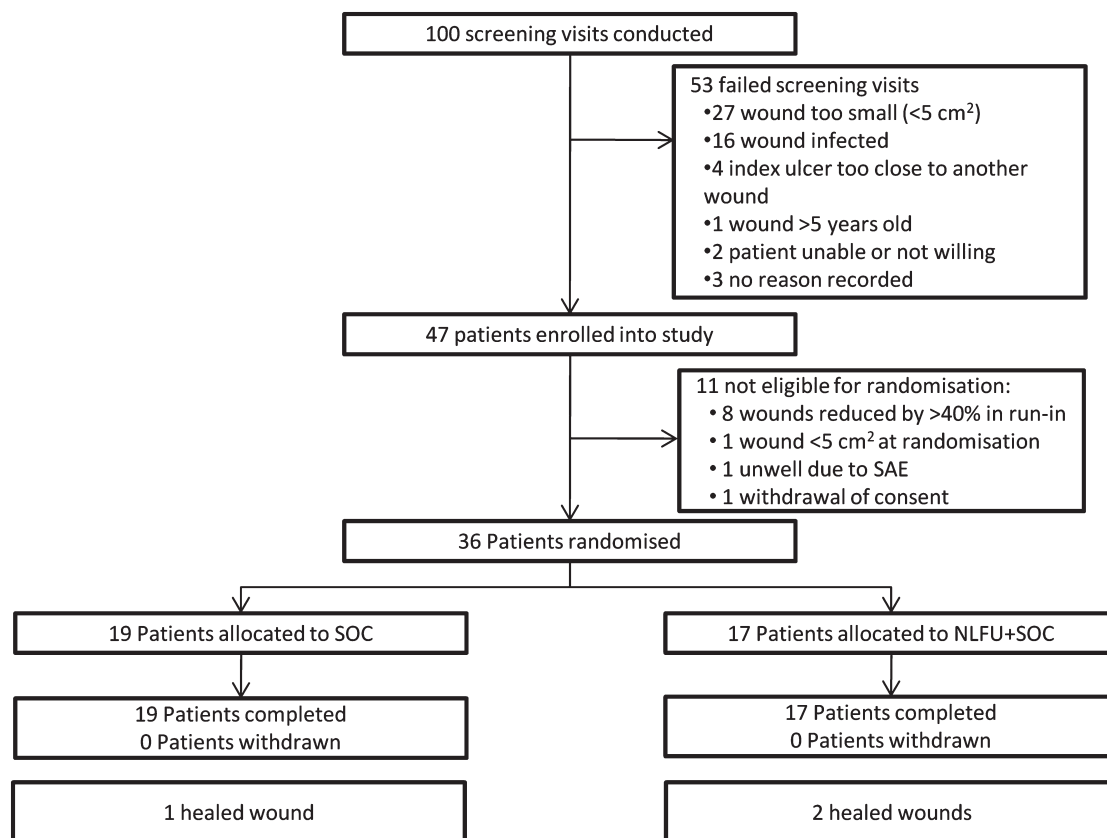 100 screening visits conducted
53 failed screening visits
•27 wound too small (<5 cm²)
•16 wound infected
•4 index ulcer too close to another
wound
•1 wound >5 years old
•2 patient unable or not willing
•3 no reason recorded
47 patients enrolled into study
11 not eligible for randomisation:
• 8 wounds reduced by >40% in run-in
• 1 wound <5 cm² at randomisation
• 1 unwell due to SAE
• 1 withdrawal of consent
36 Patients randomised
19 Patients allocated to SOC
17 Patients allocated to NLFU+SOC
19 Patients completed
0 Patients withdrawn
17 Patients completed
0 Patients withdrawn
1 healed wound
2 healed wounds